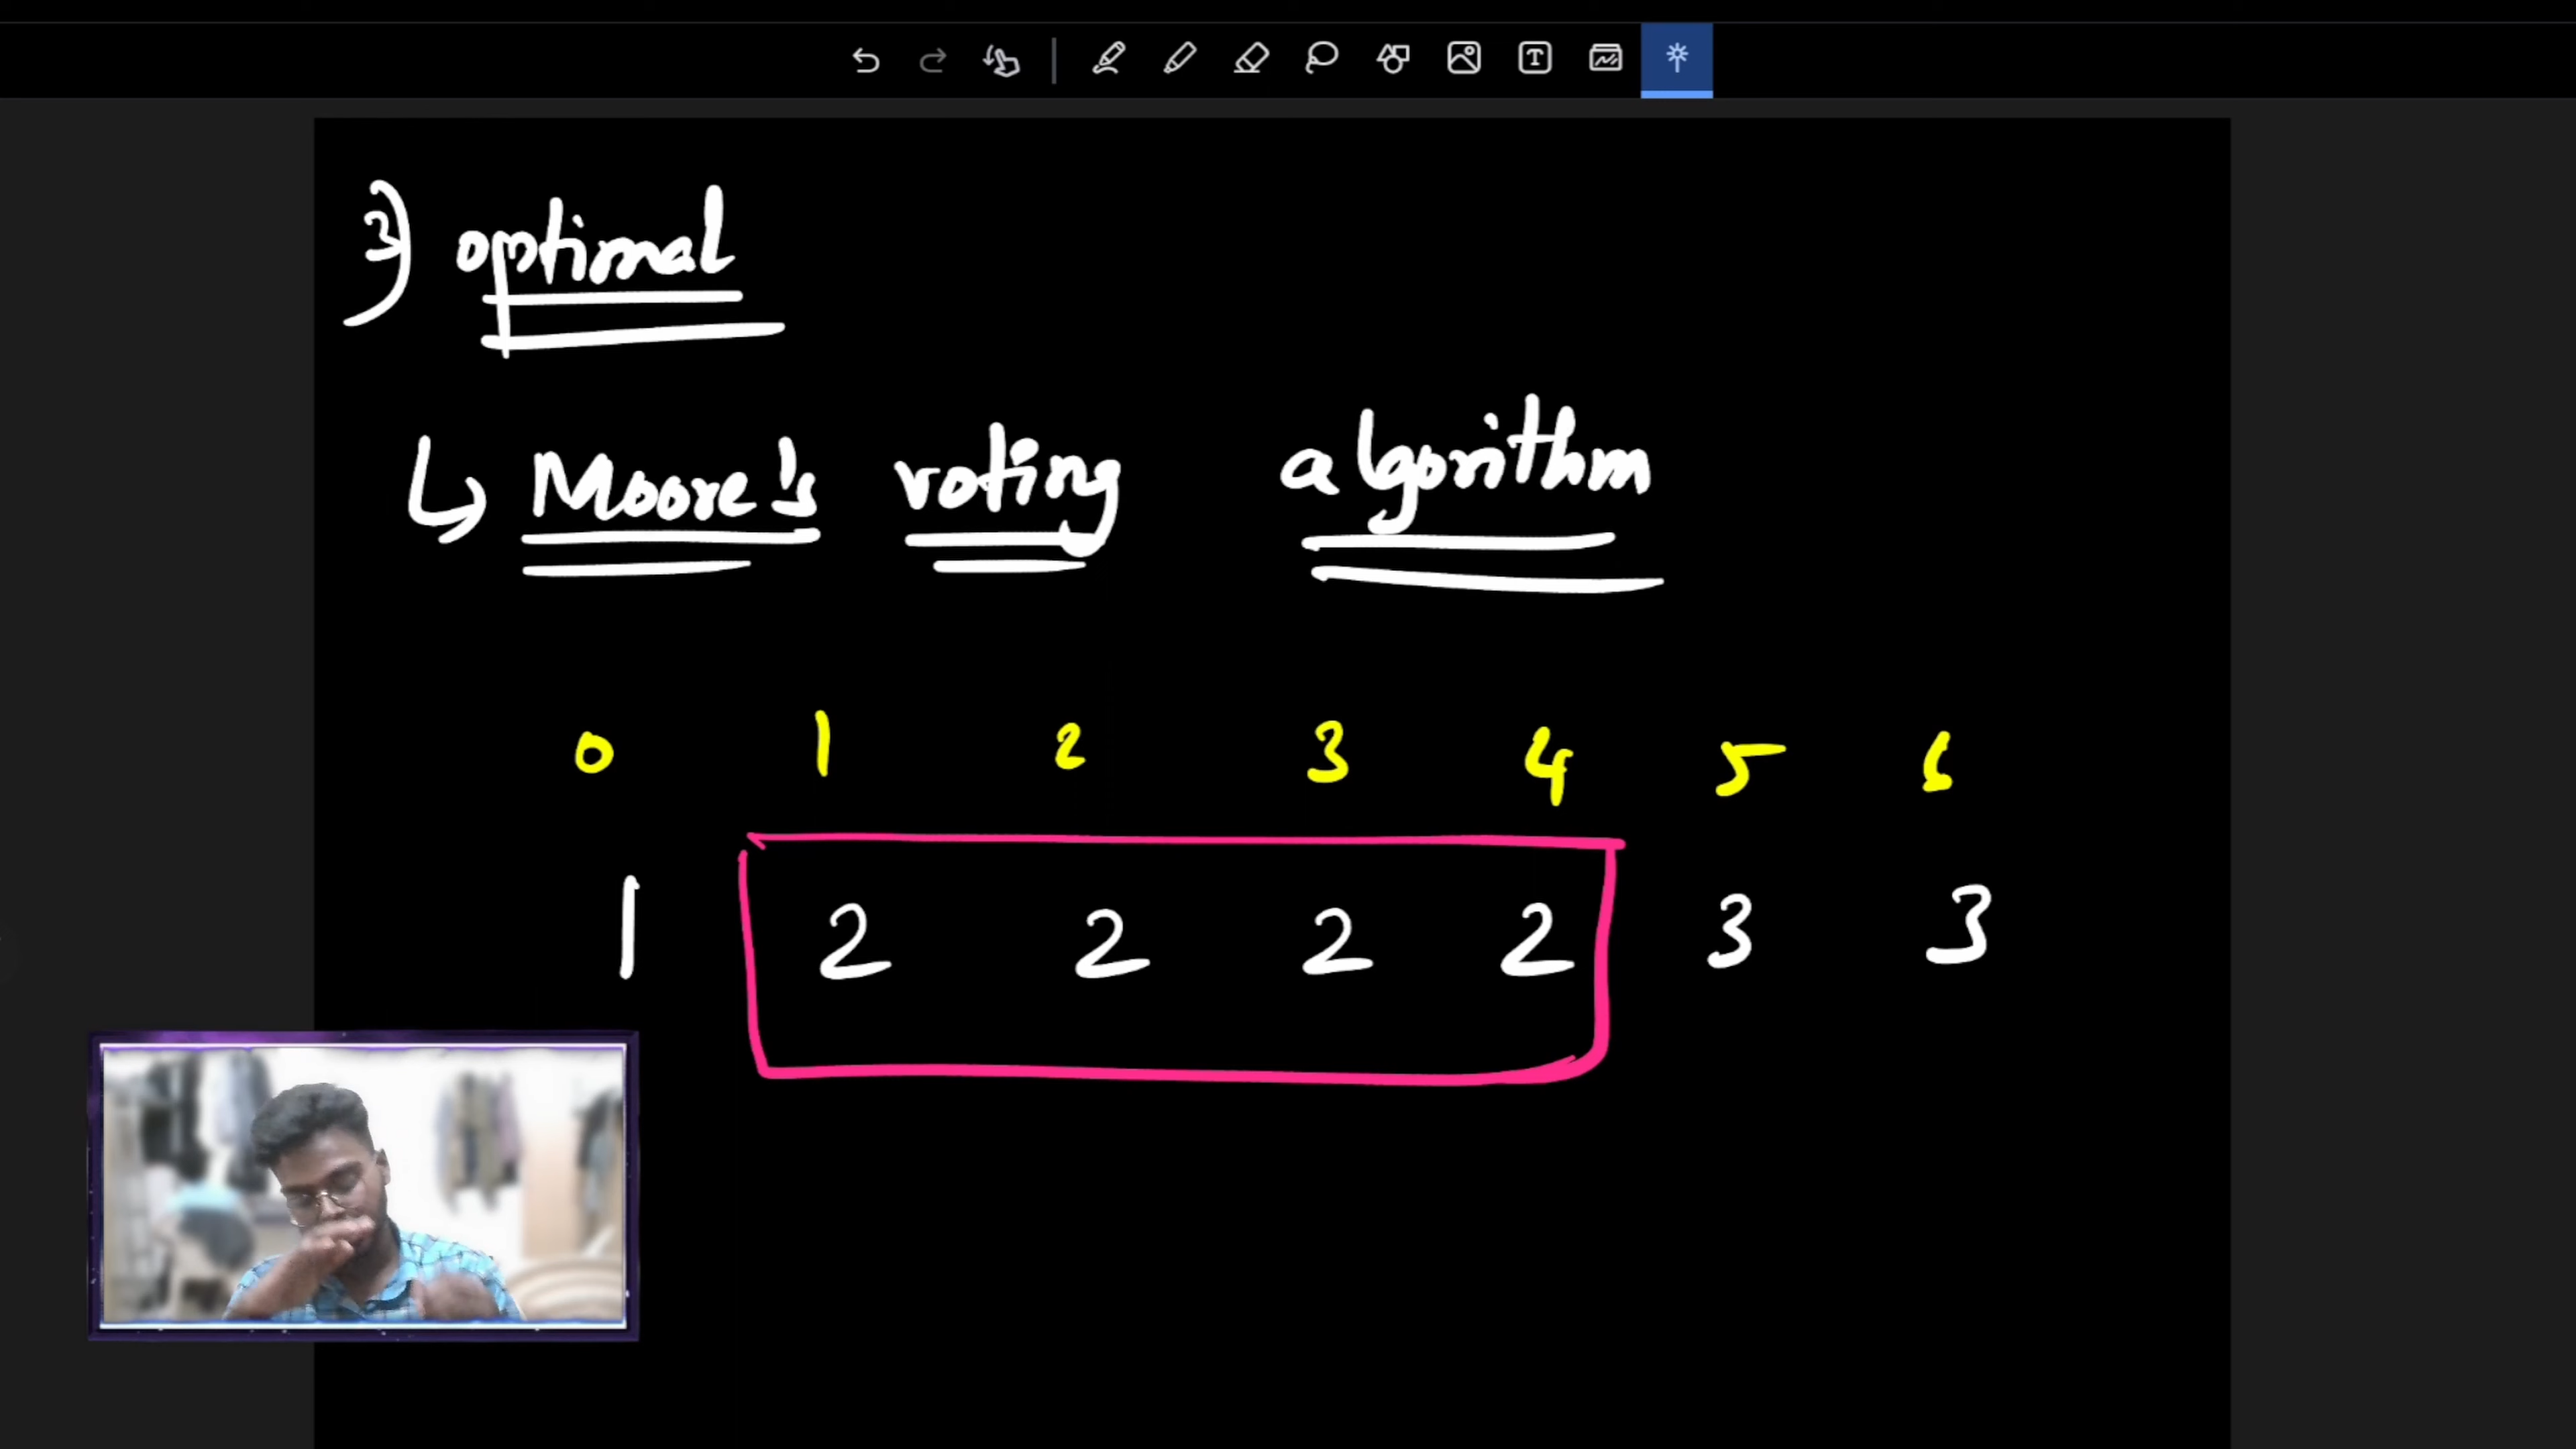 3) optimal
↳ Moore's voting algorithm
0 1 2 3 4 5 6
1 2 2 2 2 3 3